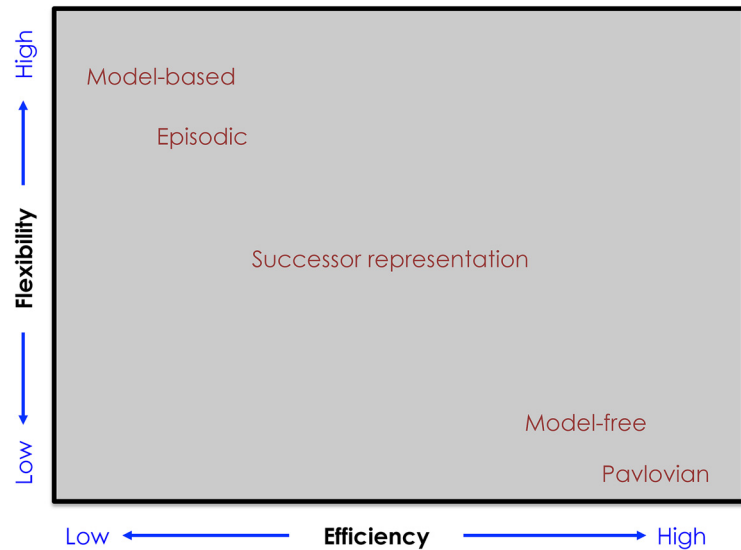 High
Model-based
Episodic
Flexibility
Successor representation
Model-free
Low
Pavlovian
Low
Efficiency
High